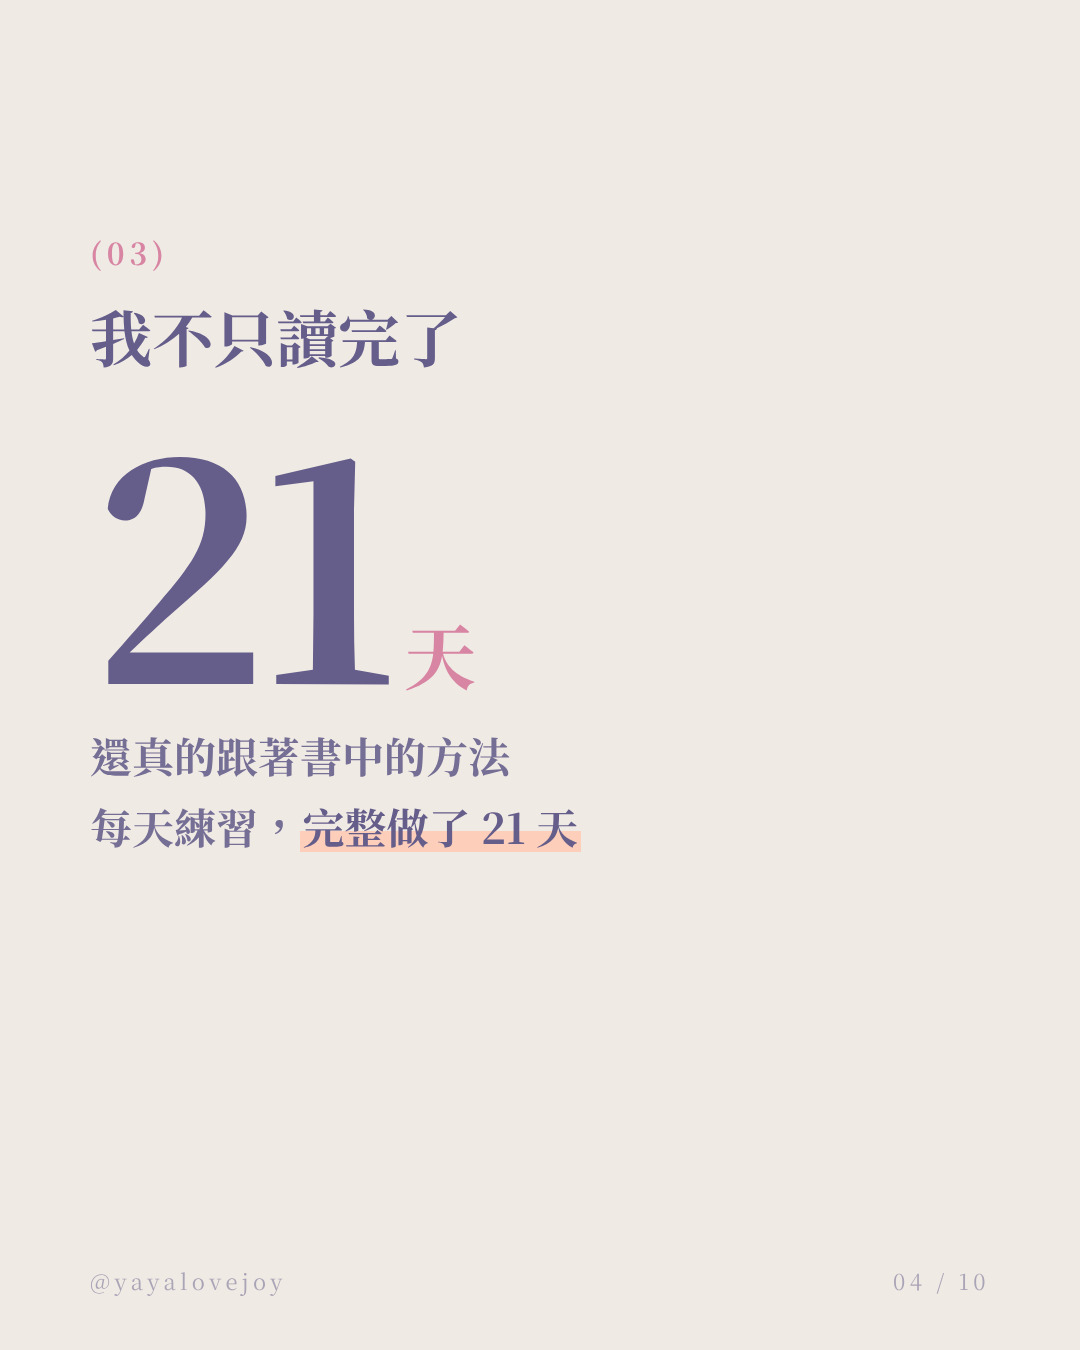 (03)
我不只讀完了
21天
還真的跟著書中的方法
每天練習，完整做了 21 天
@yayalovejoy
04 / 10